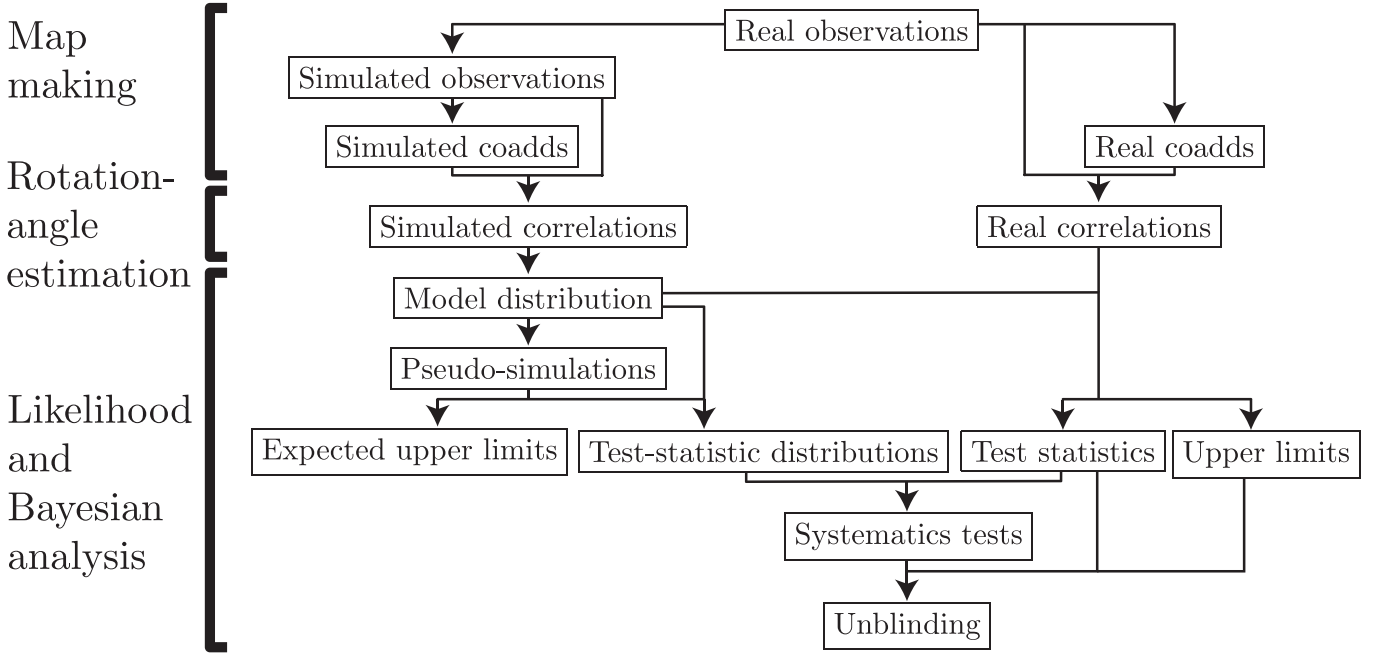 Map
making
Rotation-
angle
estimation
Likelihood
and
Bayesian
analysis
Real observations
Simulated observations
Simulated coadds
Real coadds
Simulated correlations
Real correlations
Model distribution
Pseudo-simulations
Expected upper limits
Test-statistic distributions
Test statistics
Upper limits
Systematics tests
Unblinding